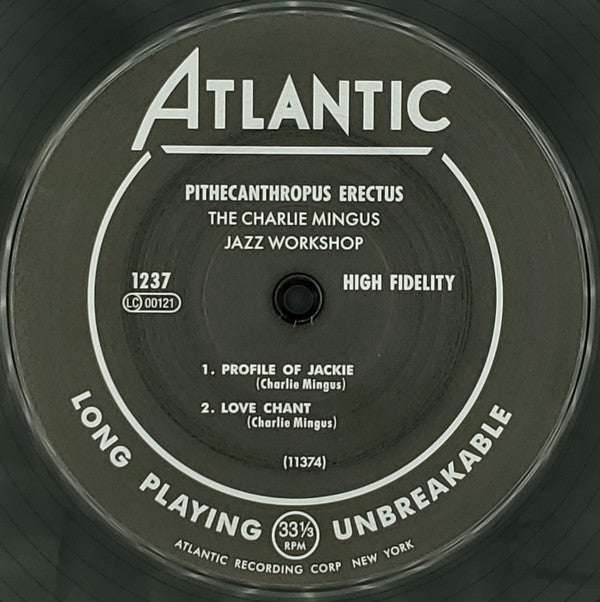 ATLANTIC
PITHECANTHROPUS ERECTUS
THE CHARLIE MINGUS
JAZZ WORKSHOP
1237
HIGH FIDELITY
LC 00121
1. PROFILE OF JACKIE
(Charlie Mingus)
2. LOVE CHANT
(Charlie Mingus)
(11374)
LONG PLAYING 33⅓ RPM UNBREAKABLE
ATLANTIC RECORDING CORP NEW YORK